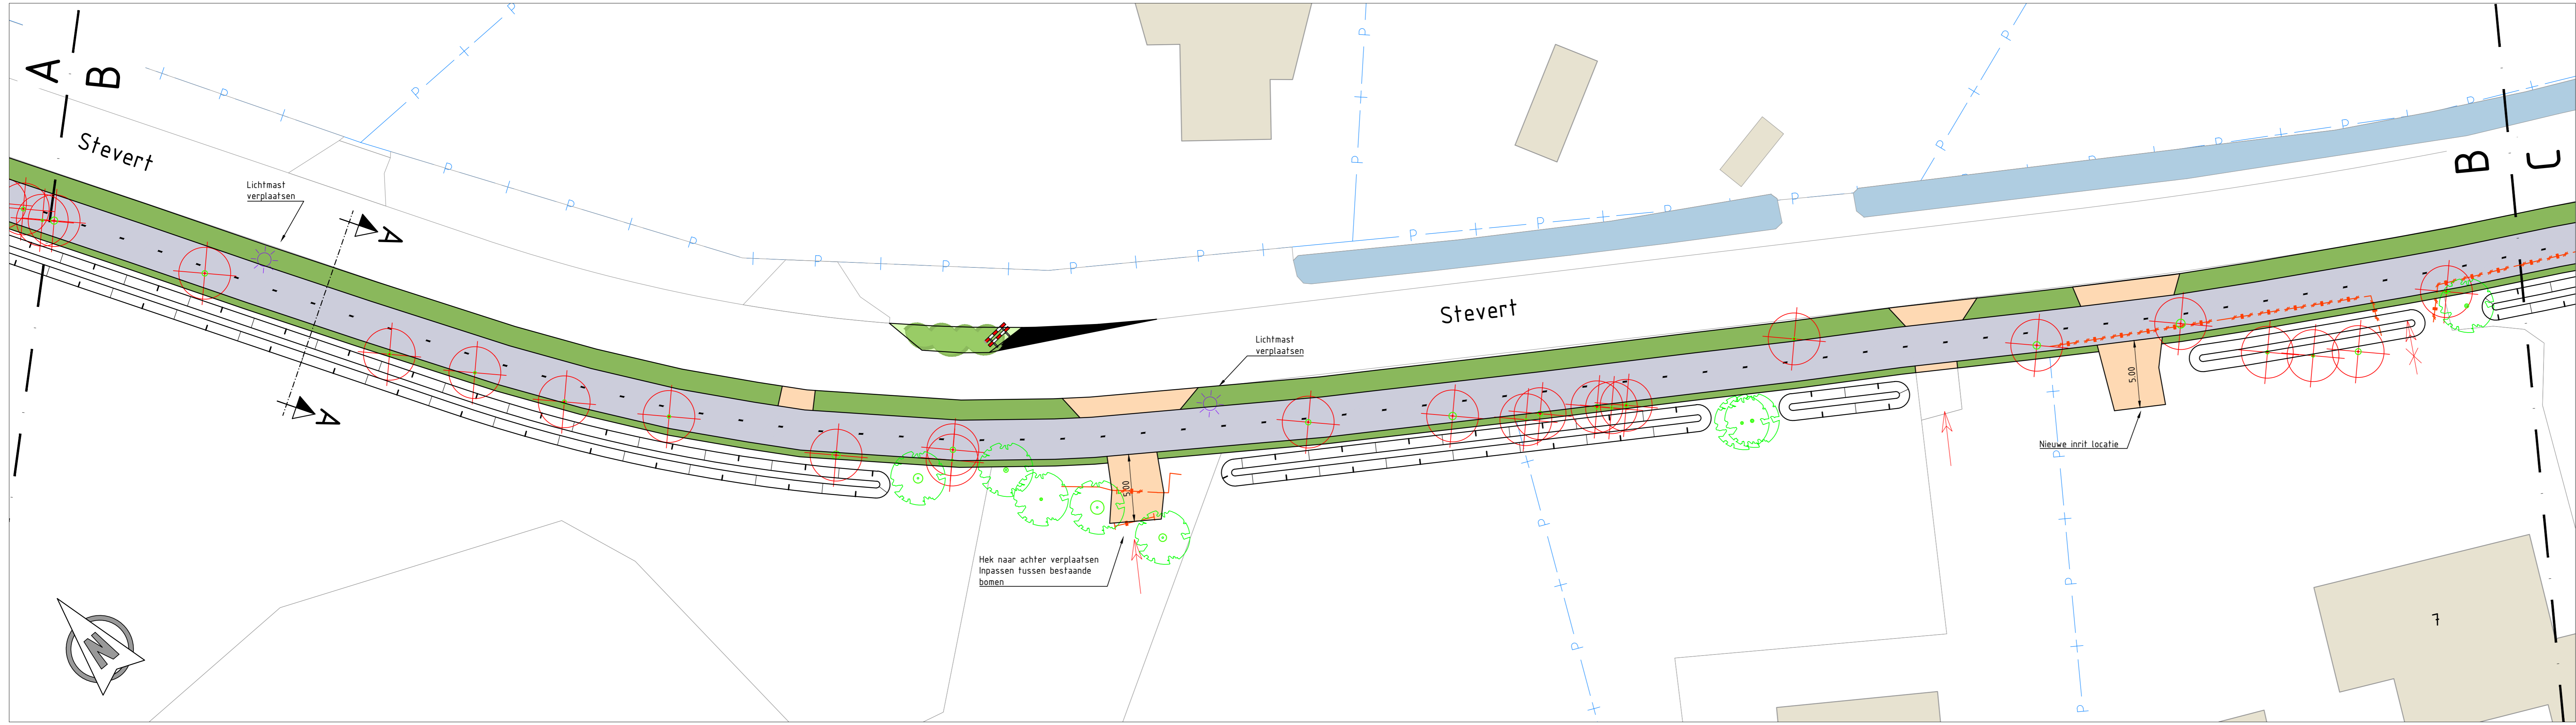 A
B
Stevert
Lichtmast
verplaatsen
A
A
Stevert
Lichtmast
verplaatsen
B
C
5.00
5.00
Nieuwe inrit locatie
Hek naar achter verplaatsen
Inpassen tussen bestaande
bomen
N
7
P P P P P P P P P P P P P P P P P P P P P P P P P P P P